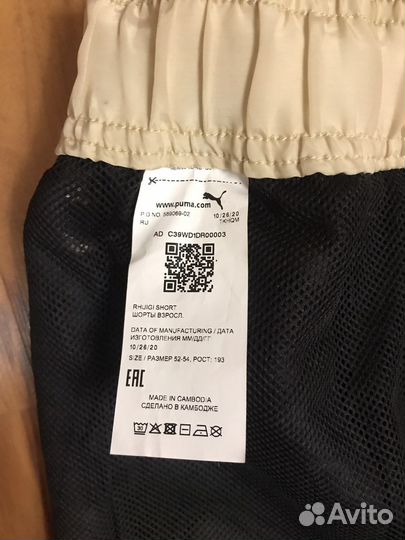 www.puma.com
P.O NO. 589069-02 10/26/20
RU TKHQM
AD C39WD1DR00003
RHUIGI SHORT
ШОРТЫ ВЗРОСЛ.
DATA OF MANUFACTURING / ДАТА
ИЗГОТОВЛЕНИЯ ММ/ДД/ГГ
10/26/20
SIZE / РАЗМЕР 52-54, РОСТ: 193
EAC
MADE IN CAMBODIA
СДЕЛАНО В КАМБОДЖЕ
30
Avito